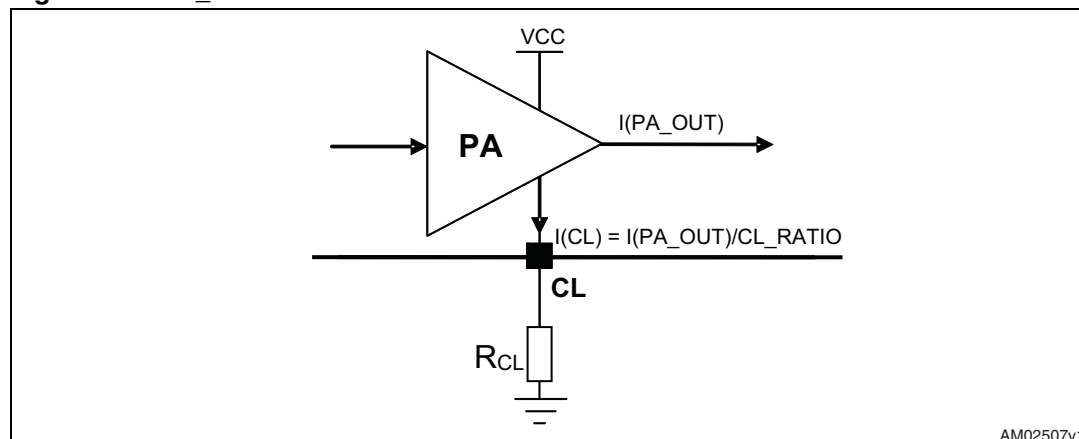 VCC
I(PA_OUT)
PA
I(CL) = I(PA_OUT)/CL_RATIO
CL
RCL